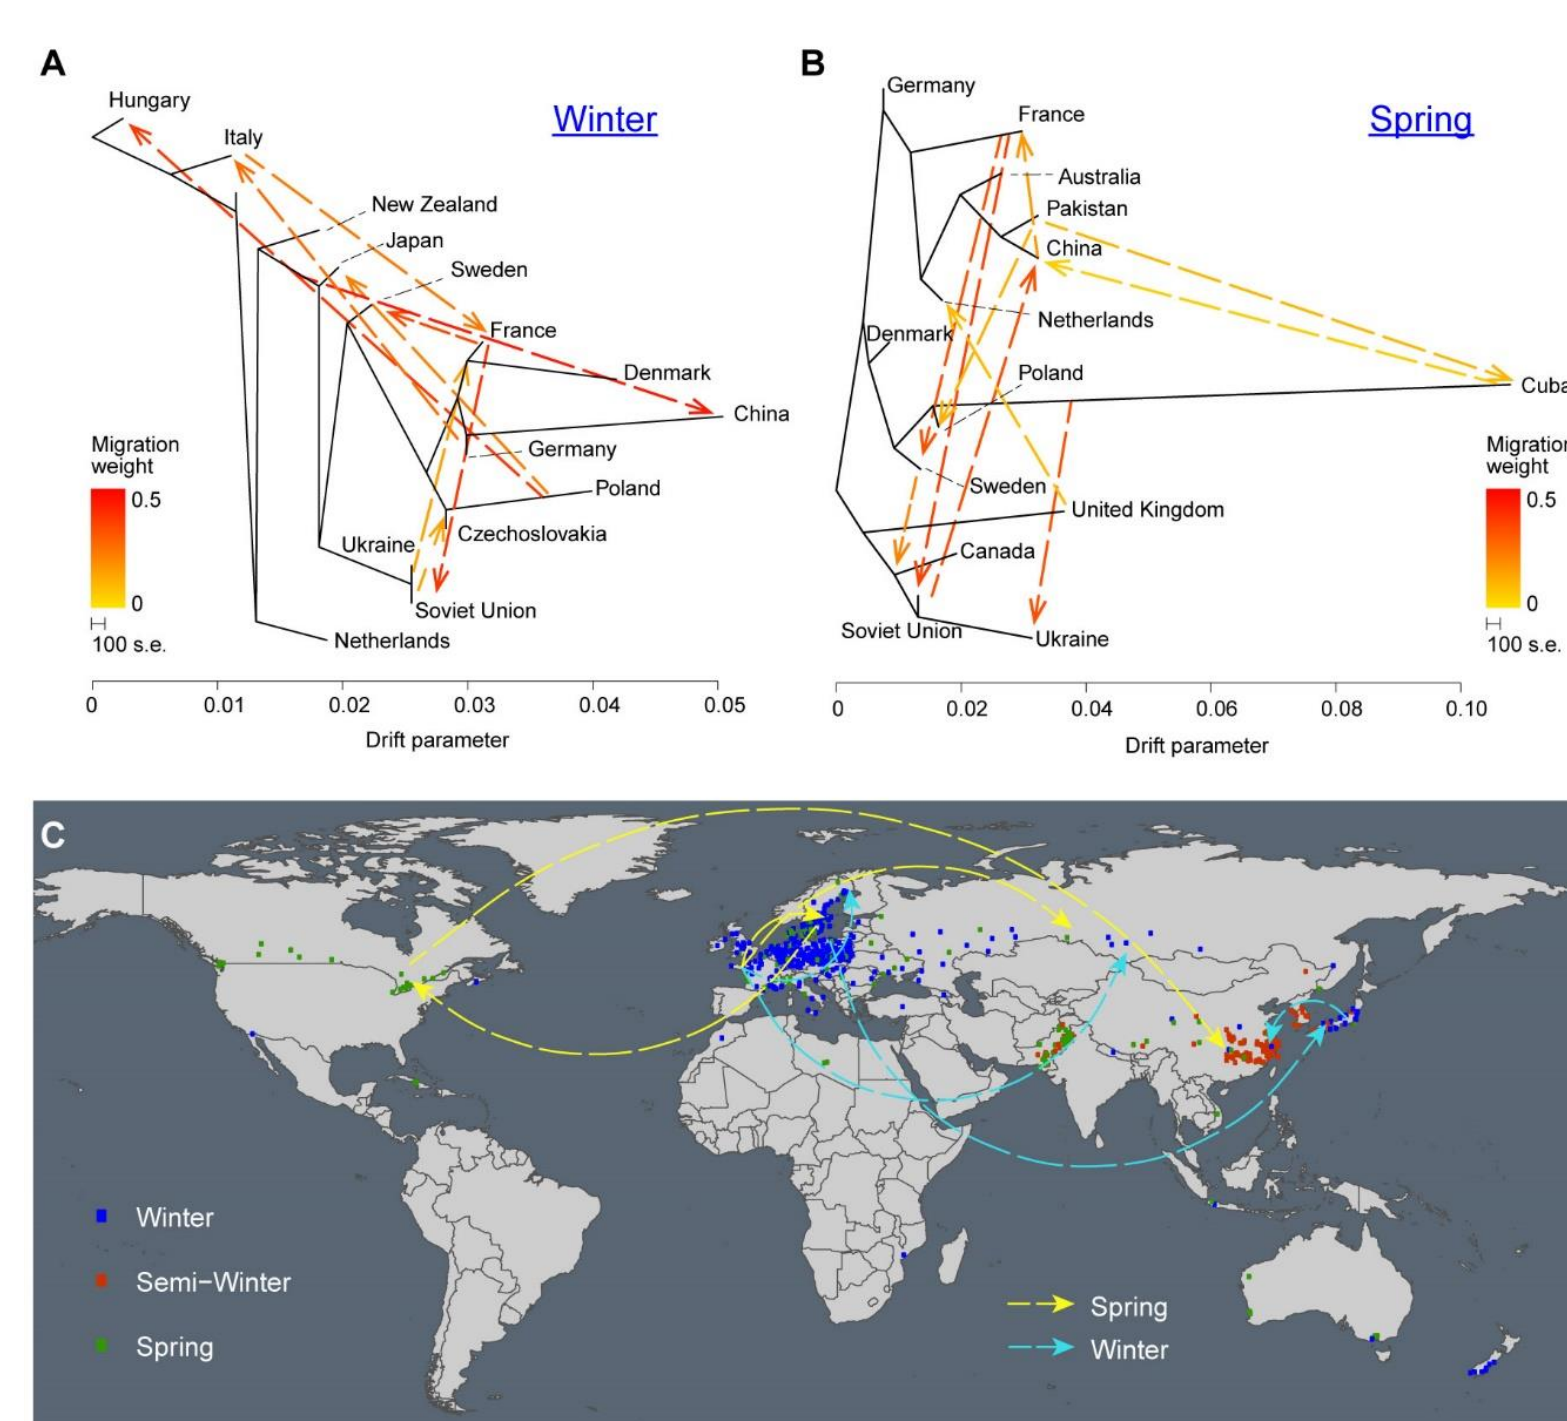 A
Winter
Hungary
Italy
New Zealand
Japan
Sweden
France
Denmark
China
Germany
Poland
Czechoslovakia
Ukraine
Soviet Union
Netherlands
Migration
weight
0.5
0
100 s.e.
0 0.01 0.02 0.03 0.04 0.05
Drift parameter
B
Spring
Germany
France
Australia
Pakistan
China
Netherlands
Denmark
Poland
Cuba
Sweden
United Kingdom
Canada
Soviet Union
Ukraine
Migration
weight
0.5
0
100 s.e.
0 0.02 0.04 0.06 0.08 0.10
Drift parameter
C
Winter
Semi-Winter
Spring
Spring
Winter